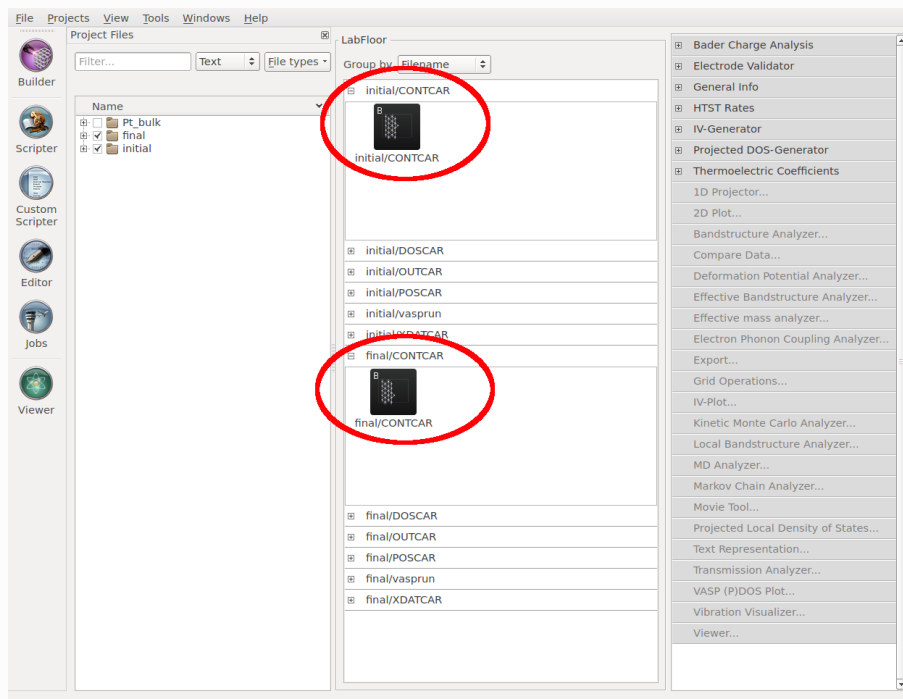 File Projects View Tools Windows Help
Project Files
Filter...
Text
File types
Name
Pt_bulk
final
initial
Builder
Scripter
Custom
Scripter
Editor
Jobs
Viewer
LabFloor
Group by Filename
initial/CONTCAR
B
initial/CONTCAR
initial/DOSCAR
initial/OUTCAR
initial/POSCAR
initial/vasprun
initial/XDATCAR
final/CONTCAR
B
final/CONTCAR
final/DOSCAR
final/OUTCAR
final/POSCAR
final/vasprun
final/XDATCAR
Bader Charge Analysis
Electrode Validator
General Info
HTST Rates
IV-Generator
Projected DOS-Generator
Thermoelectric Coefficients
1D Projector...
2D Plot...
Bandstructure Analyzer...
Compare Data...
Deformation Potential Analyzer...
Effective Bandstructure Analyzer...
Effective mass analyzer...
Electron Phonon Coupling Analyzer...
Export...
Grid Operations...
IV-Plot...
Kinetic Monte Carlo Analyzer...
Local Bandstructure Analyzer...
MD Analyzer...
Markov Chain Analyzer...
Movie Tool...
Projected Local Density of States...
Text Representation...
Transmission Analyzer...
VASP (P)DOS Plot...
Vibration Visualizer...
Viewer...